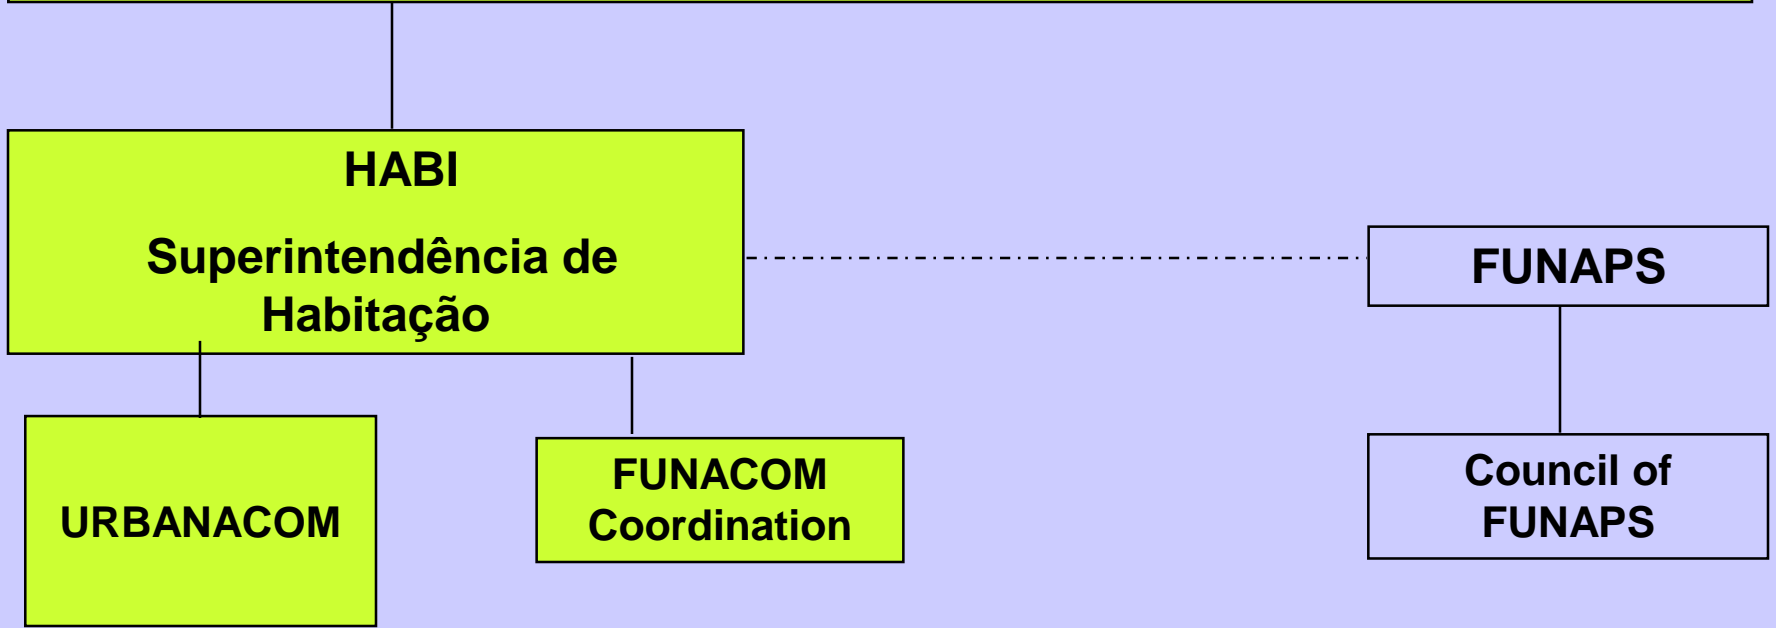 HABI
Superintendência de
Habitação
FUNAPS
URBANACOM
FUNACOM
Coordination
Council of
FUNAPS